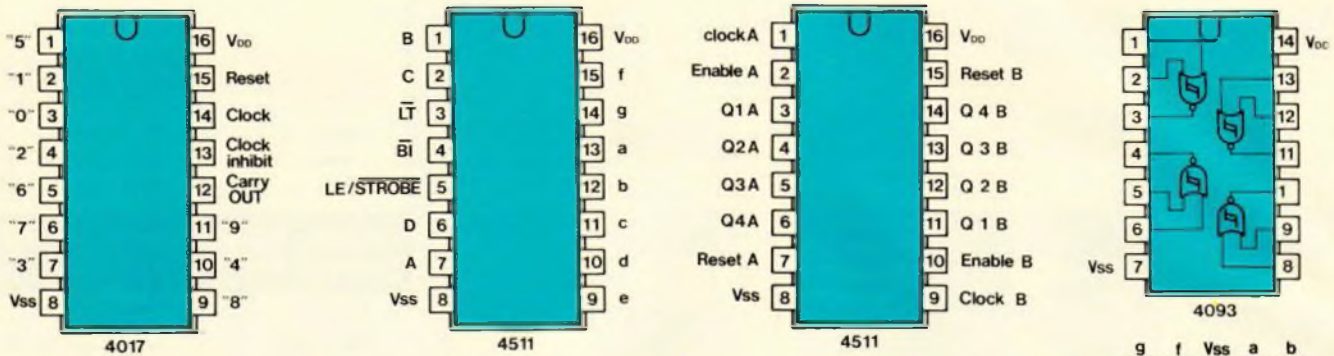 "5" 1 16 VDD
"1" 2 15 Reset
"0" 3 14 Clock
"2" 4 13 Clock inhibit
"6" 5 12 Carry OUT
"7" 6 11 "9"
"3" 7 10 "4"
Vss 8 9 "8"
4017
B 1 16 VDD
C 2 15 f
L̅T̅ 3 14 g
B̅I̅ 4 13 a
LE/S̅T̅R̅O̅B̅E̅ 5 12 b
D 6 11 c
A 7 10 d
Vss 8 9 e
4511
clock A 1 16 VDD
Enable A 2 15 Reset B
Q1 A 3 14 Q 4 B
Q2A 4 13 Q 3 B
Q3A 5 12 Q 2 B
Q4A 6 11 Q 1 B
Reset A 7 10 Enable B
Vss 8 9 Clock B
4511
1 14 VDC
2 13
3 12
4 11
5 1
6 9
Vss 7 8
4093
g f Vss a b